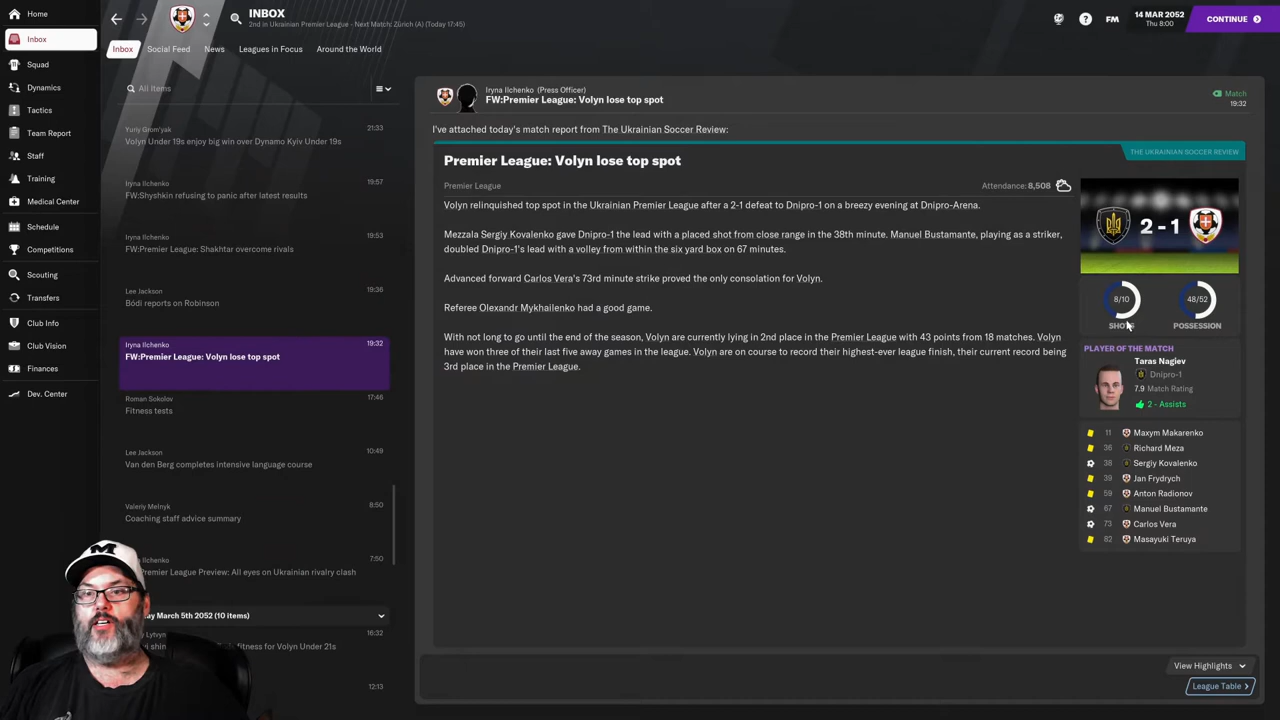 Home
Inbox
Squad
Dynamics
Tactics
Team Report
Staff
Training
Medical Center
Schedule
Competitions
Scouting
Transfers
Club Info
Club Vision
Finances
Dev. Center
INBOX
2nd in Ukrainian Premier League - Next Match: Zürich (A) (Today 17:45)
FM
14 MAR 2052
Thu 8:00
CONTINUE
Inbox
Social Feed
News
Leagues in Focus
Around the World
All Items
Yuriy Grom'yak
21:33
Volyn Under 19s enjoy big win over Dynamo Kyiv Under 19s
Iryna Ilchenko
19:57
FW:Shyshkin refusing to panic after latest results
Iryna Ilchenko
19:53
FW:Premier League: Shakhtar overcome rivals
Lee Jackson
19:36
Bódi reports on Robinson
Iryna Ilchenko
19:32
FW:Premier League: Volyn lose top spot
Roman Sokolov
17:46
Fitness tests
Lee Jackson
10:49
Van den Berg completes intensive language course
Valeriy Melnyk
8:50
Coaching staff advice summary
Ilchenko
7:50
Premier League Preview: All eyes on Ukrainian rivalry clash
ay March 5th 2052 (10 items)
Lytvyn
16:32
fitness for Volyn Under 21s
12:13
Iryna Ilchenko (Press Officer)
FW:Premier League: Volyn lose top spot
Match
19:32
I've attached today's match report from The Ukrainian Soccer Review:
THE UKRAINIAN SOCCER REVIEW
Premier League: Volyn lose top spot
Premier League
Attendance: 8,508
Volyn relinquished top spot in the Ukrainian Premier League after a 2-1 defeat to Dnipro-1 on a breezy evening at Dnipro-Arena.
Mezzala Sergiy Kovalenko gave Dnipro-1 the lead with a placed shot from close range in the 38th minute. Manuel Bustamante, playing as a striker,
doubled Dnipro-1's lead with a volley from within the six yard box on 67 minutes.
Advanced forward Carlos Vera's 73rd minute strike proved the only consolation for Volyn.
Referee Olexandr Mykhailenko had a good game.
With not long to go until the end of the season, Volyn are currently lying in 2nd place in the Premier League with 43 points from 18 matches. Volyn
have won three of their last five away games in the league. Volyn are on course to record their highest-ever league finish, their current record being
3rd place in the Premier League.
2 - 1
8/10
SHOTS
48/52
POSSESSION
PLAYER OF THE MATCH
Taras Nagiev
Dnipro-1
7.9 Match Rating
2 - Assists
11 Maxym Makarenko
36 Richard Meza
38 Sergiy Kovalenko
39 Jan Frydrych
59 Anton Radionov
67 Manuel Bustamante
73 Carlos Vera
82 Masayuki Teruya
View Highlights
League Table